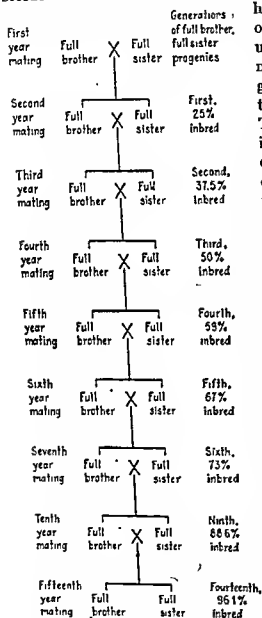 Generations,
First
year Full Full of full brother,
mating brother X sister full sister
progenies
Second First,
year Full Full 25%
mating brother X sister inbred
Third Second,
year Full Full 37.5%
mating brother X sister inbred
Fourth Third,
year Full Full 50%
mating brother X sister inbred
Fifth Fourth,
year Full Full 59%
mating brother X sister inbred
Sixth Fifth,
year Full Full 67%
mating brother X sister inbred
Seventh Sixth,
year Full Full 73%
mating brother X sister inbred
Tenth Ninth,
year Full Full 886%
mating brother X sister inbred
Fifteenth Fourteenth,
year Full Full 961%
mating brother sister inbred